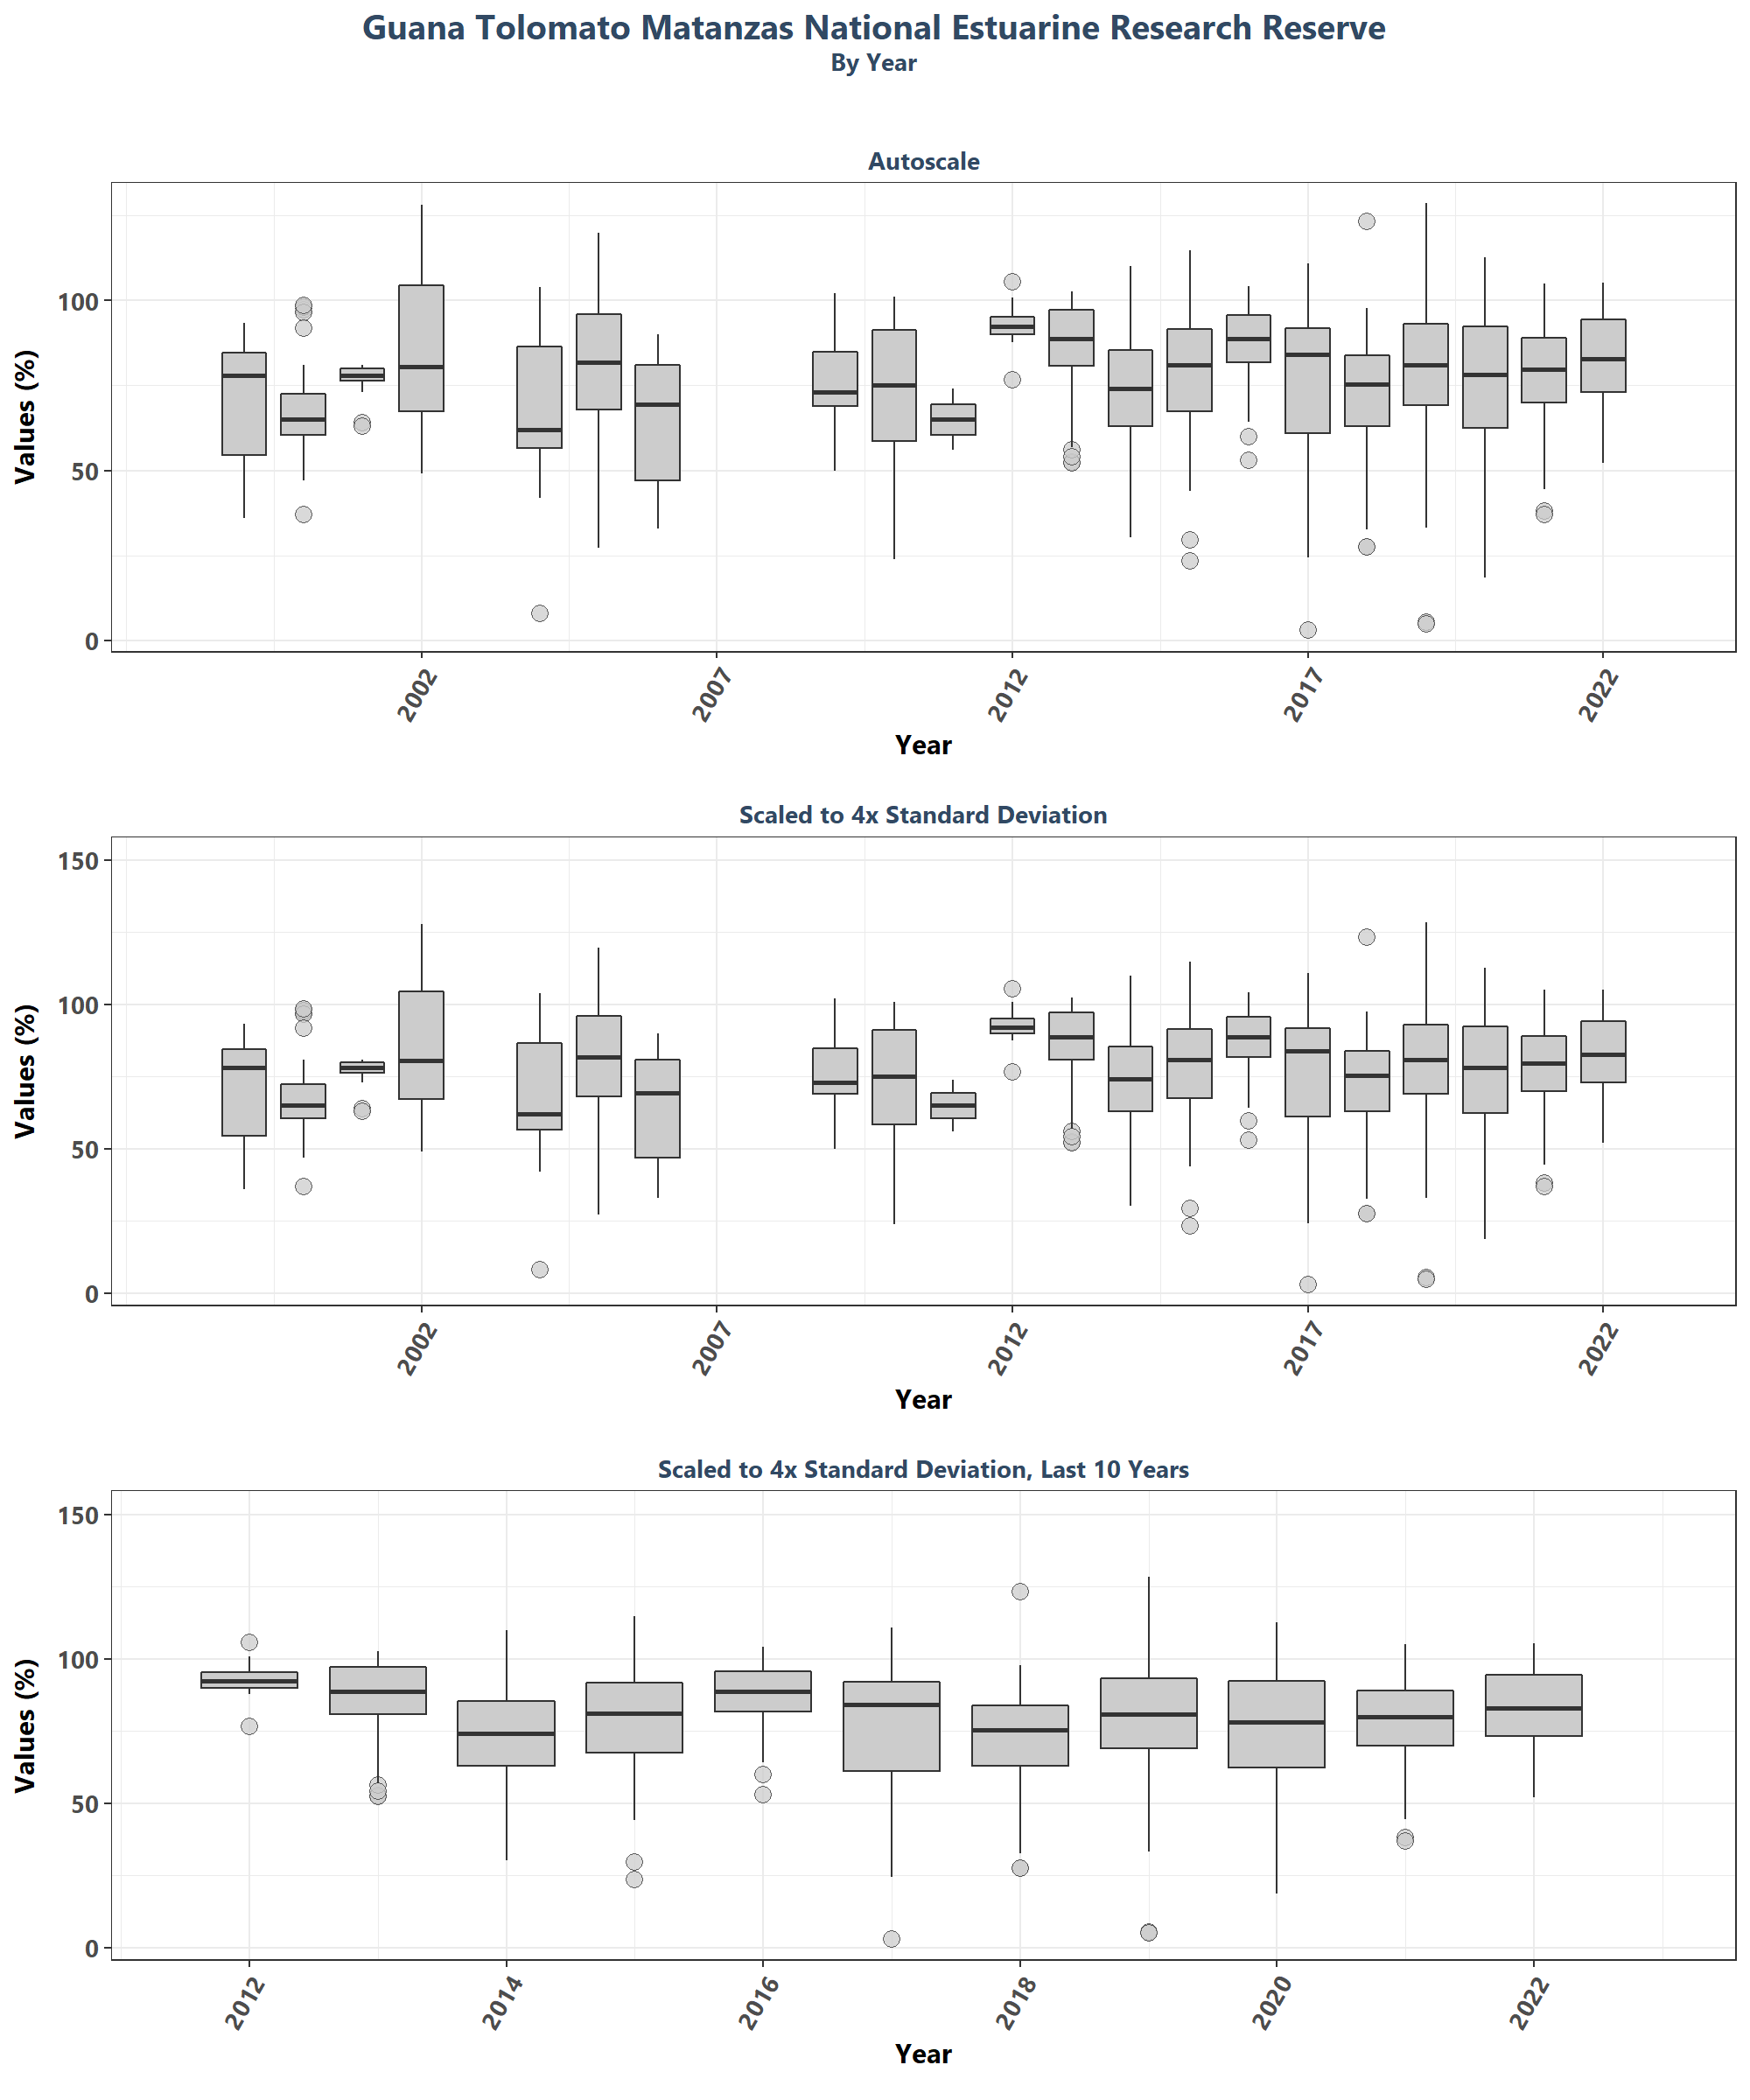 Guana Tolomato Matanzas National Estuarine Research Reserve
By Year
Autoscale
Values (%)
100
50
0
2002
2007
2012
2017
2022
Year
Scaled to 4x Standard Deviation
Values (%)
150
100
50
0
2002
2007
2012
2017
2022
Year
Scaled to 4x Standard Deviation, Last 10 Years
Values (%)
150
100
50
0
2012
2014
2016
2018
2020
2022
Year